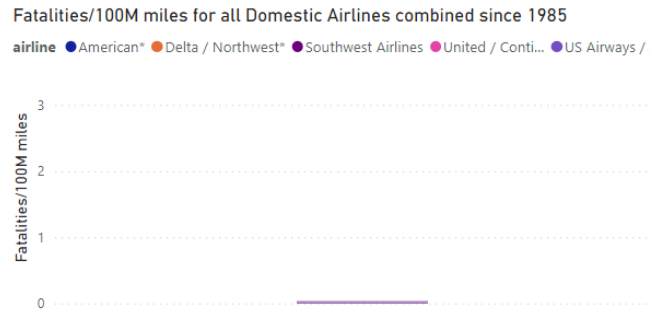 Fatalities/100M miles for all Domestic Airlines combined since 1985
airline American* Delta / Northwest* Southwest Airlines United / Conti... US Airways /
Fatalities/100M miles
3
2
1
0